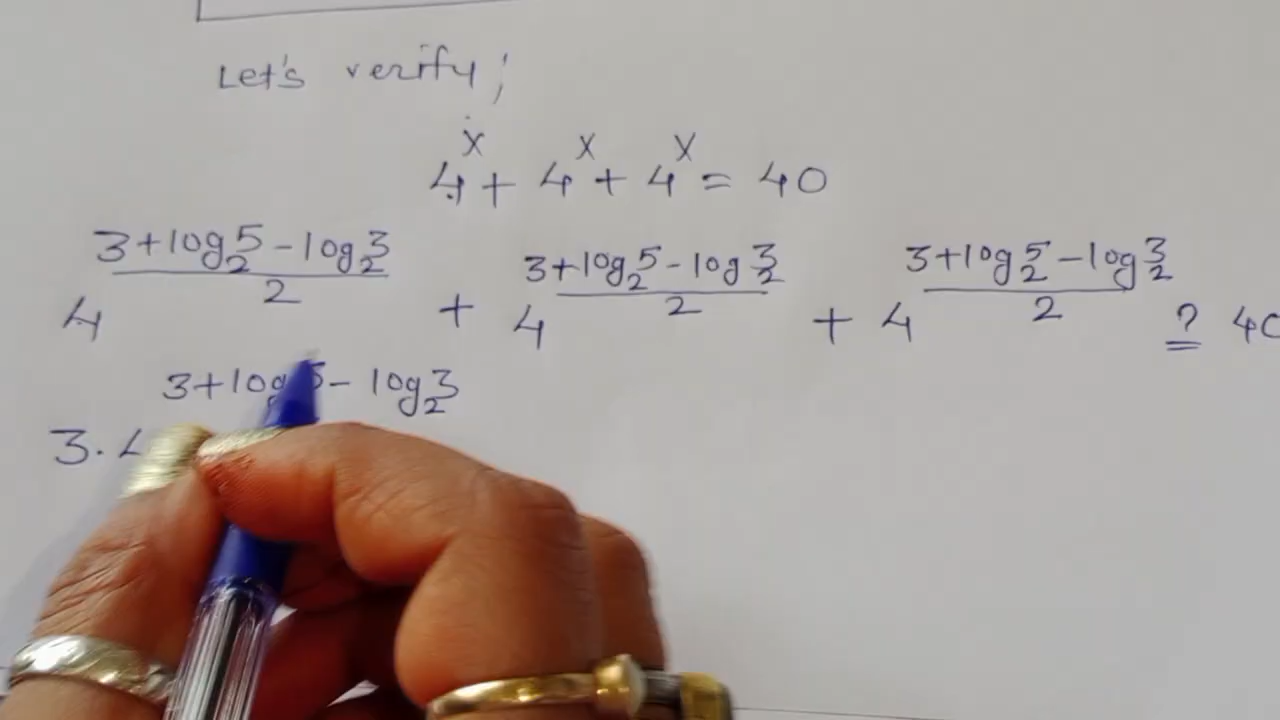 Let's verify;
4^x + 4^x + 4^x = 40
4^((3+log_2 5 - log_2 3)/2) + 4^((3+log_2 5 - log_2 3)/2) + 4^((3+log_2 5 - log_2 3)/2) ?= 40
3+log 5 - log_2 3
3.